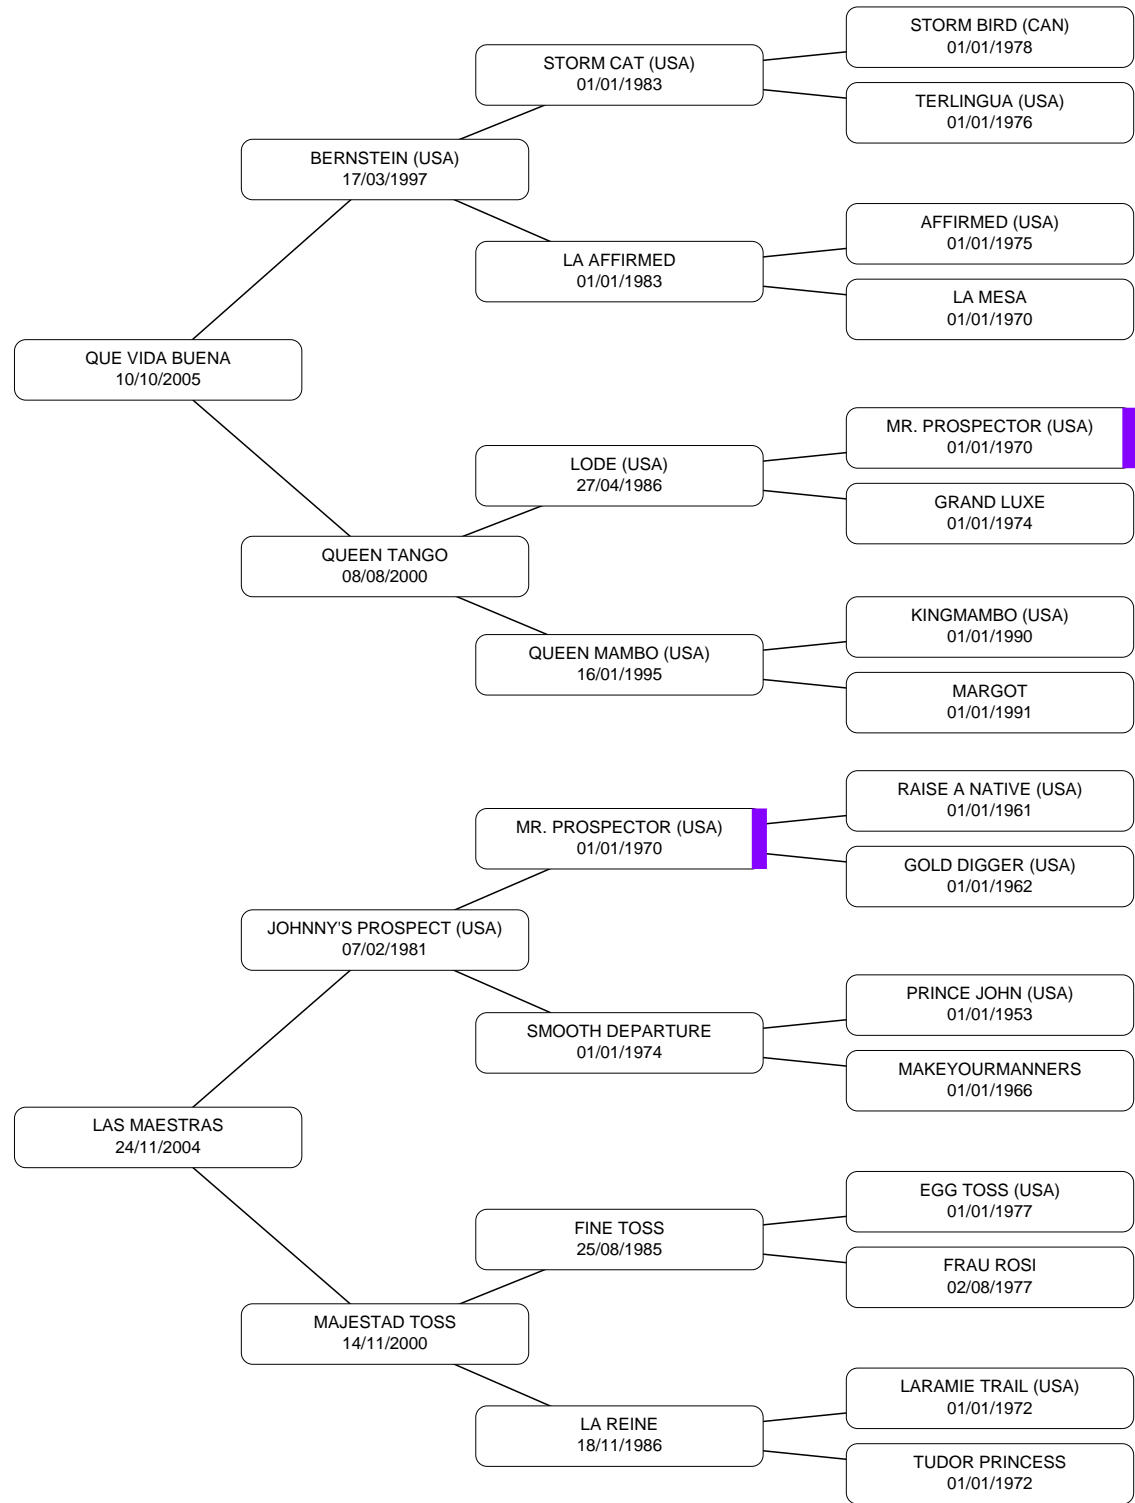 STORM BIRD (CAN)
01/01/1978
STORM CAT (USA)
01/01/1983
TERLINGUA (USA)
01/01/1976
BERNSTEIN (USA)
17/03/1997
AFFIRMED (USA)
01/01/1975
LA AFFIRMED
01/01/1983
LA MESA
01/01/1970
QUE VIDA BUENA
10/10/2005
MR. PROSPECTOR (USA)
01/01/1970
LODE (USA)
27/04/1986
GRAND LUXE
01/01/1974
QUEEN TANGO
08/08/2000
KINGMAMBO (USA)
01/01/1990
QUEEN MAMBO (USA)
16/01/1995
MARGOT
01/01/1991
RAISE A NATIVE (USA)
01/01/1961
MR. PROSPECTOR (USA)
01/01/1970
GOLD DIGGER (USA)
01/01/1962
JOHNNY'S PROSPECT (USA)
07/02/1981
PRINCE JOHN (USA)
01/01/1953
SMOOTH DEPARTURE
01/01/1974
MAKEYOURMANNERS
01/01/1966
LAS MAESTRAS
24/11/2004
EGG TOSS (USA)
01/01/1977
FINE TOSS
25/08/1985
FRAU ROSI
02/08/1977
MAJESTAD TOSS
14/11/2000
LARAMIE TRAIL (USA)
01/01/1972
LA REINE
18/11/1986
TUDOR PRINCESS
01/01/1972